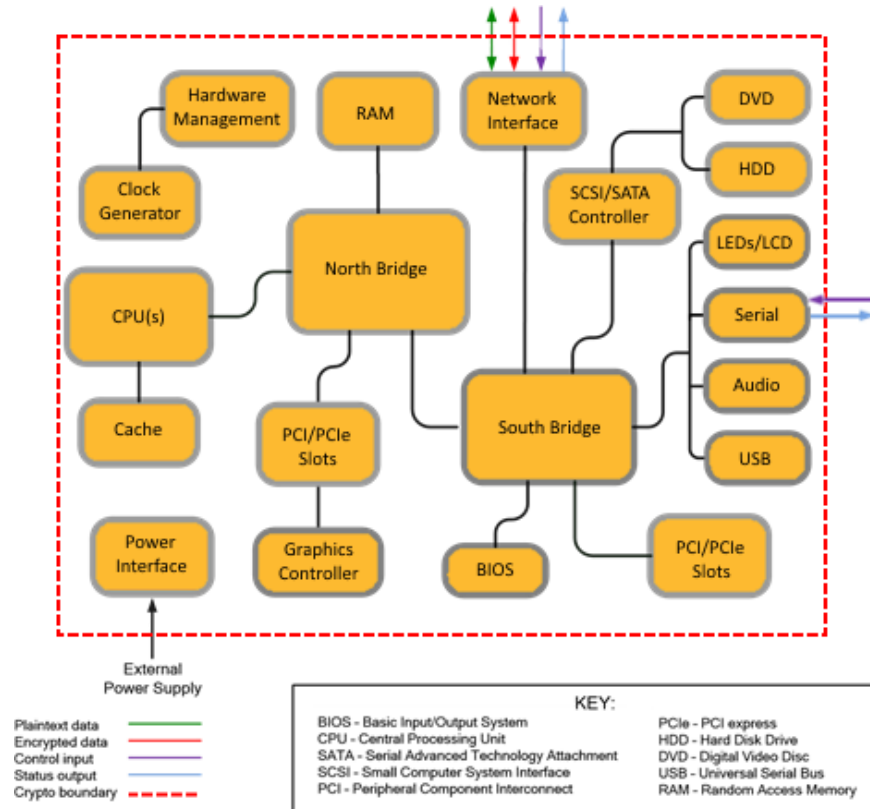 Hardware
Management
RAM
Network
Interface
DVD
HDD
Clock
Generator
SCSI/SATA
Controller
North Bridge
LEDs/LCD
CPU(s)
Serial
Cache
PCI/PCIe
Slots
South Bridge
Audio
USB
Power
Interface
Graphics
Controller
BIOS
PCI/PCIe
Slots
External
Power Supply
Plaintext data
Encrypted data
Control input
Status output
Crypto boundary
KEY:
BIOS - Basic Input/Output System
CPU - Central Processing Unit
SATA - Serial Advanced Technology Attachment
SCSI - Small Computer System Interface
PCI - Peripheral Component Interconnect
PCIe - PCI express
HDD - Hard Disk Drive
DVD - Digital Video Disc
USB - Universal Serial Bus
RAM - Random Access Memory